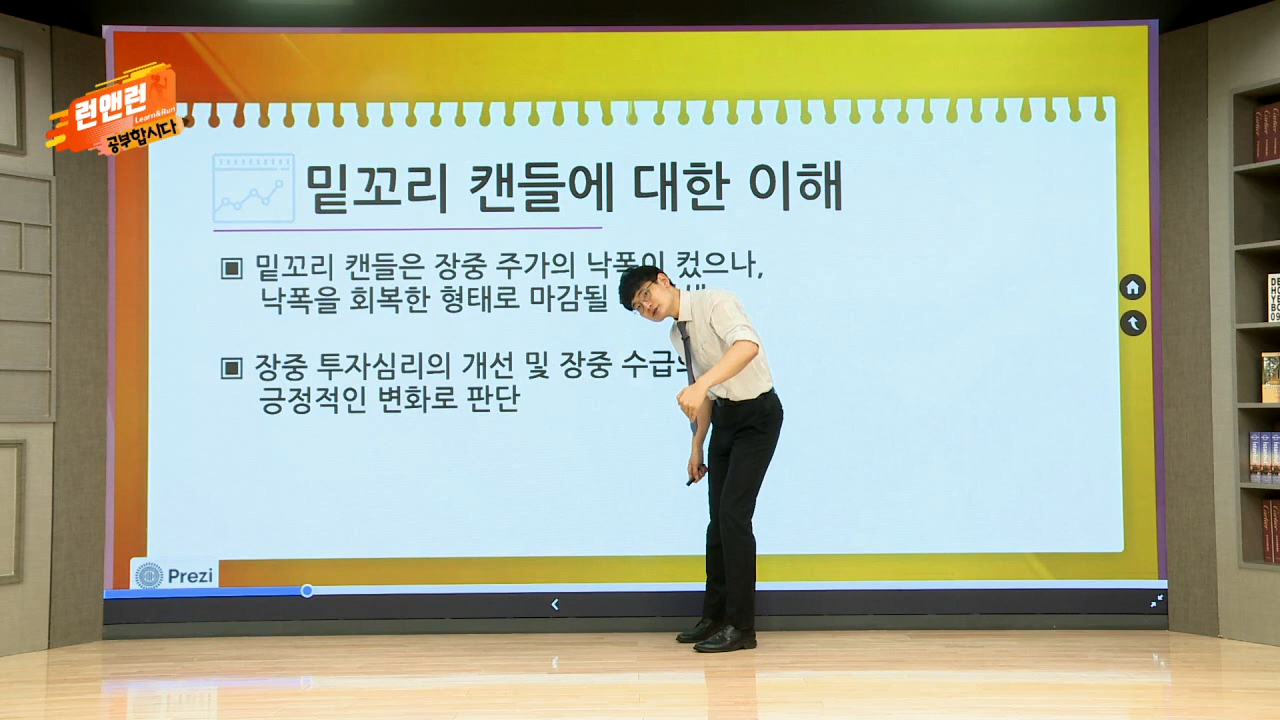 런앤런
Learn&Run
공부합시다
밑꼬리 캔들에 대한 이해
▣ 밑꼬리 캔들은 장중 주가의 낙폭이 컸으나,
낙폭을 회복한 형태로 마감될
▣ 장중 투자심리의 개선 및 장중 수급의
긍정적인 변화로 판단
Prezi